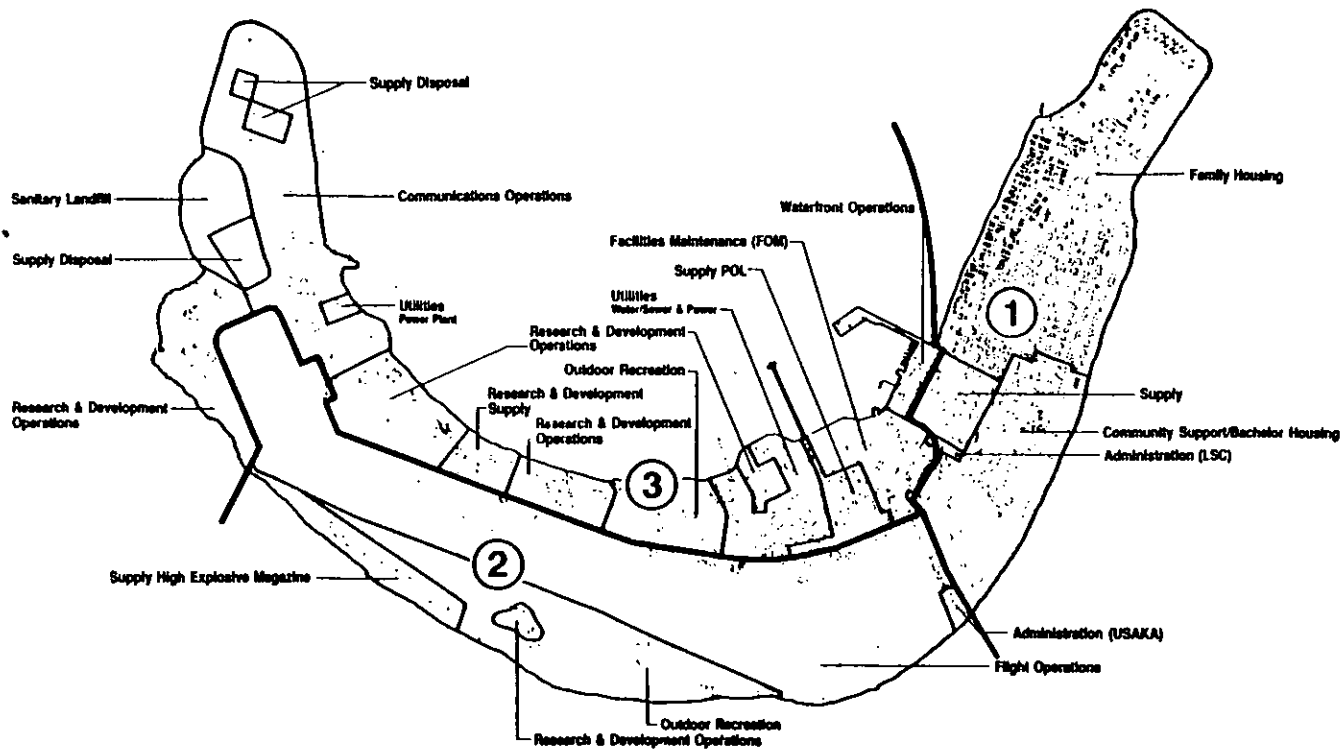 Supply Disposal
Sanitary Landfill
Communications Operations
Family Housing
Waterfront Operations
Facilities Maintenance (FOM)
Supply Disposal
Supply POL
Utilities
Power Plant
Utilities
Water/Sewer & Power
1
Research & Development
Operations
Outdoor Recreation
Research & Development
Supply
Supply
Research & Development
Operations
Research & Development
Operations
Community Support/Bachelor Housing
Administration (LSC)
3
2
Supply High Explosive Magazine
Administration (USAKA)
Flight Operations
Outdoor Recreation
Research & Development Operations